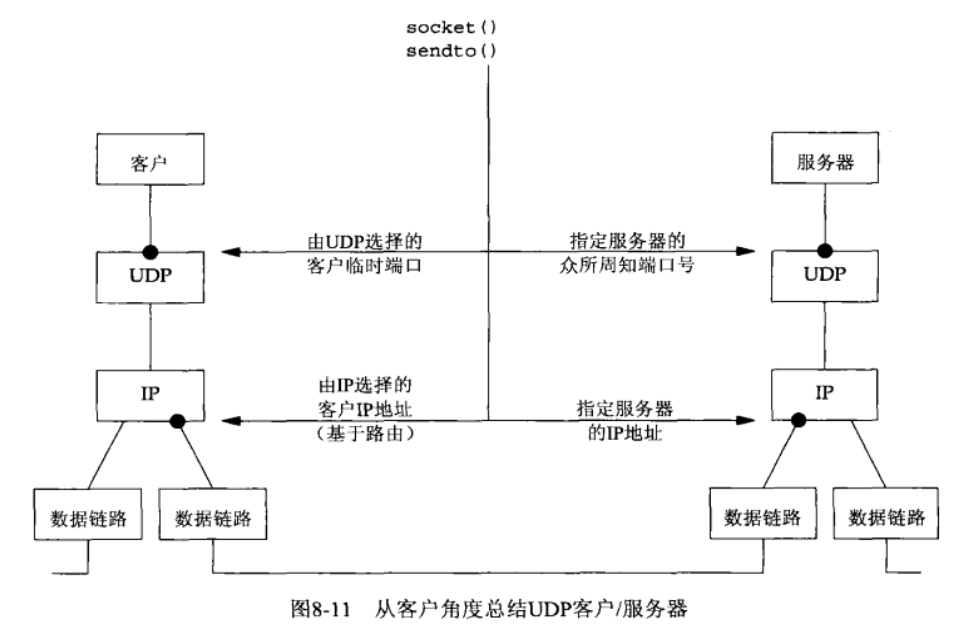 socket()
sendto()
客户
服务器
由UDP选择的
客户临时端口
指定服务器的
众所周知端口号
UDP
UDP
IP
由IP选择的
客户IP地址
（基于路由）
指定服务器
的IP地址
IP
数据链路
数据链路
数据链路
数据链路
图8-11 从客户角度总结UDP客户/服务器